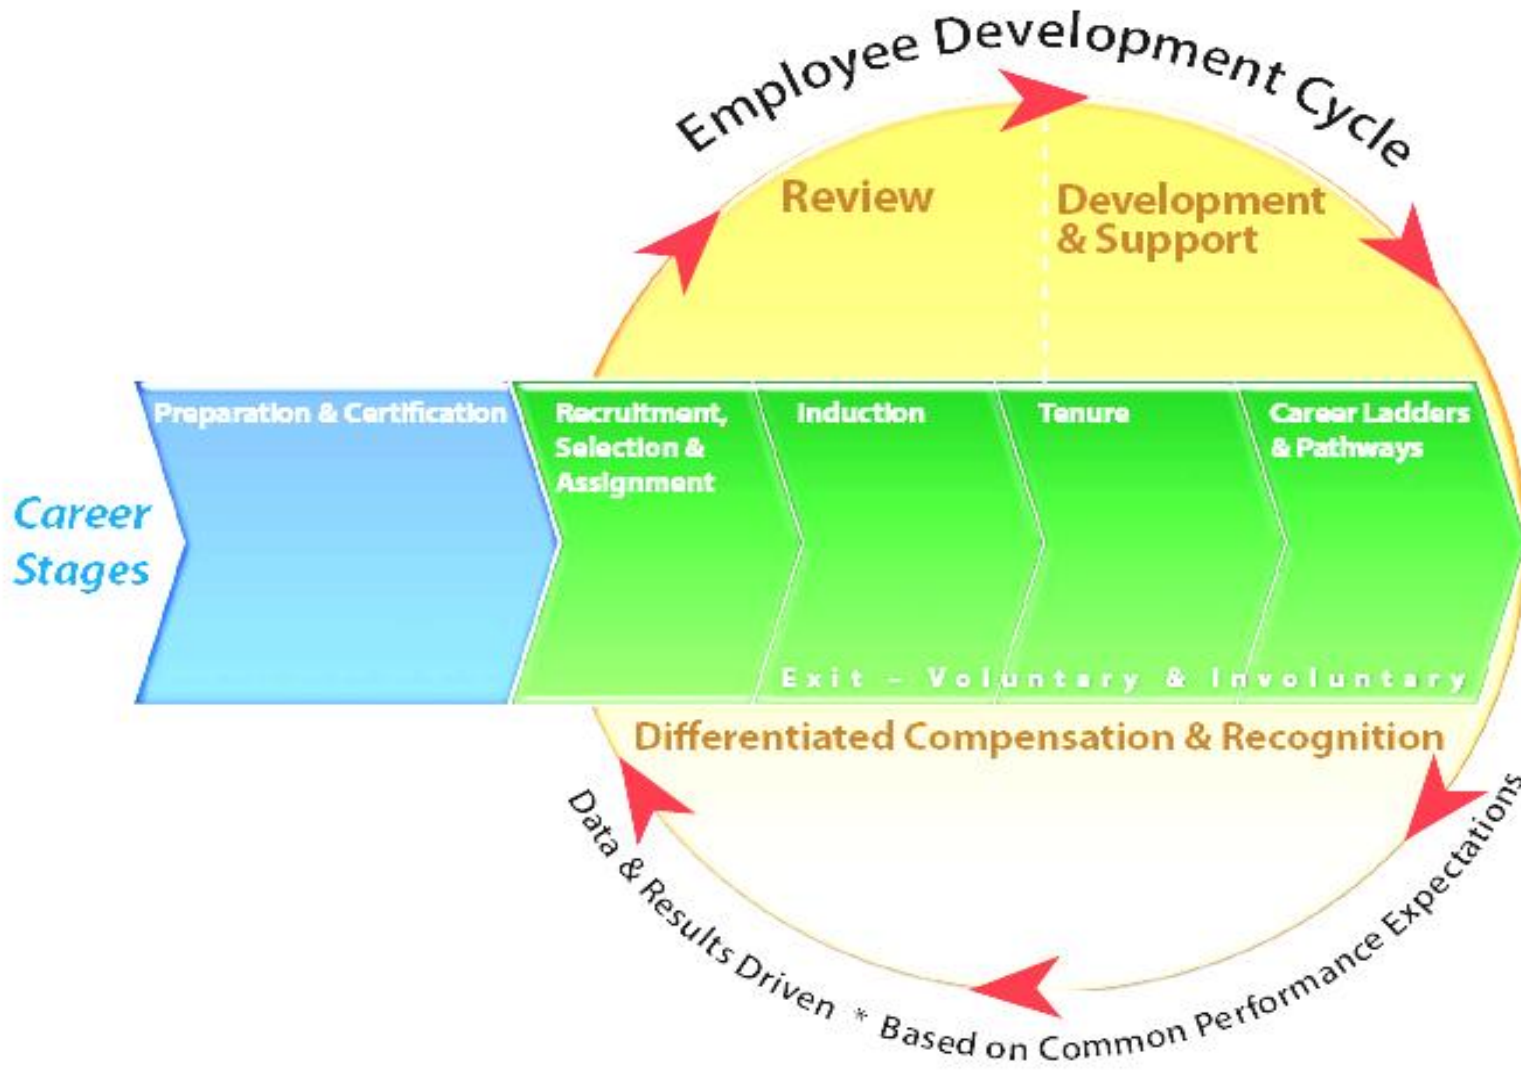 Employee Development Cycle
Review
Development
& Support
Preparation & Certification
Recruitment,
Selection &
Assignment
Induction
Tenure
Career Ladders
& Pathways
Career
Stages
Exit – Voluntary & Involuntary
Differentiated Compensation & Recognition
Data & Results Driven * Based on Common Performance Expectations